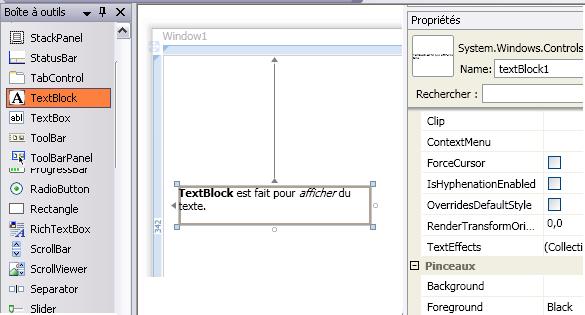 Boîte à outils
StackPanel
StatusBar
TabControl
TextBlock
TextBox
ToolBar
ToolBarPanel
ProgressBar
RadioButton
Rectangle
RichTextBox
ScrollBar
ScrollViewer
Separator
Slider
Window1
TextBlock est fait pour afficher du
texte.
342
Propriétés
System.Windows.Controls
Name: textBlock1
Rechercher :
Clip
ContextMenu
ForceCursor
IsHyphenationEnabled
OverridesDefaultStyle
RenderTransformOri... 0,0
TextEffects (Collecti
Pinceaux
Background
Foreground Black